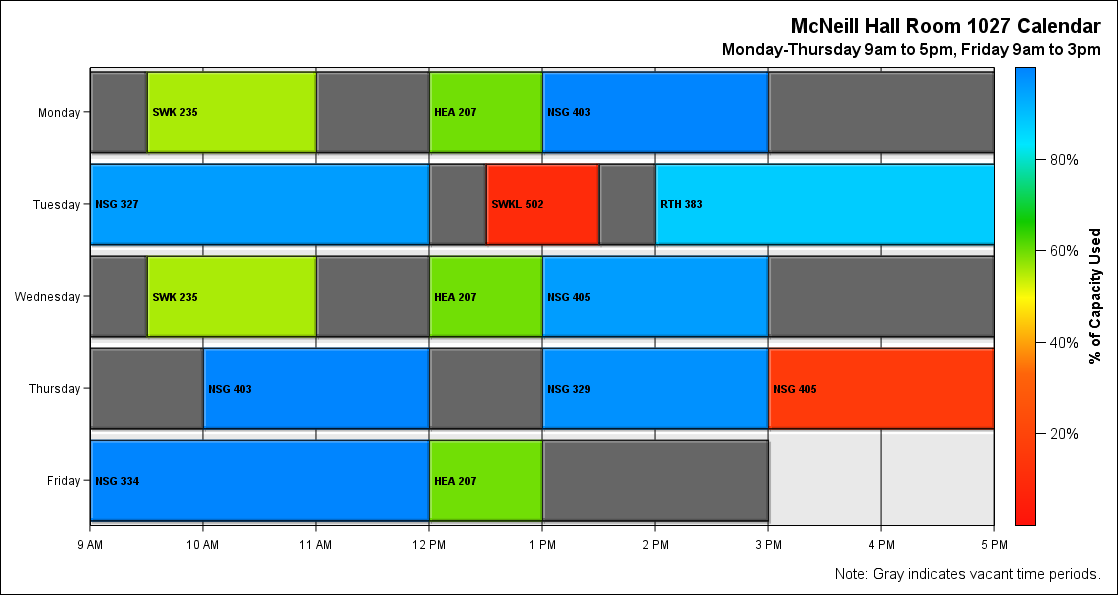 McNeill Hall Room 1027 Calendar
Monday-Thursday 9am to 5pm, Friday 9am to 3pm
Monday
SWK 235
HEA 207
NSG 403
Tuesday
NSG 327
SWKL 502
RTH 383
Wednesday
SWK 235
HEA 207
NSG 405
Thursday
NSG 403
NSG 329
NSG 405
Friday
NSG 334
HEA 207
9 AM 10 AM 11 AM 12 PM 1 PM 2 PM 3 PM 4 PM 5 PM
80%
60%
40%
20%
% of Capacity Used
Note: Gray indicates vacant time periods.